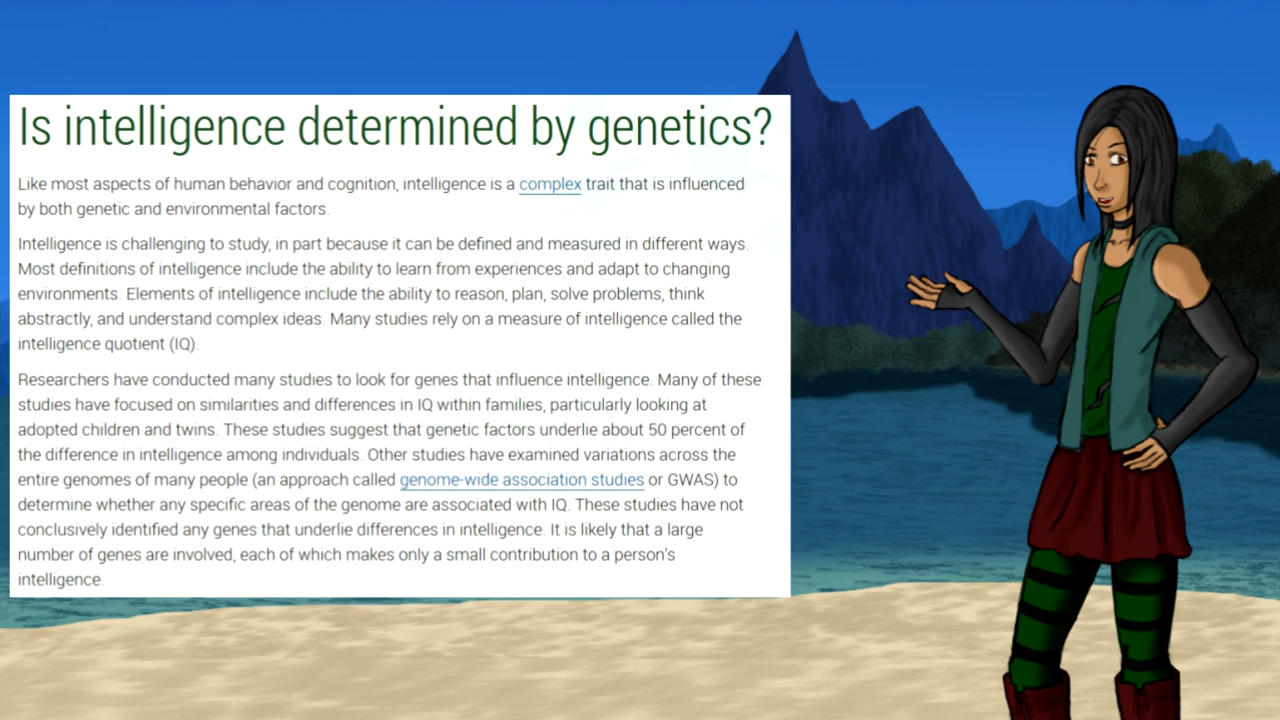 Is intelligence determined by genetics?
Like most aspects of human behavior and cognition, intelligence is a complex trait that is influenced
by both genetic and environmental factors.
Intelligence is challenging to study, in part because it can be defined and measured in different ways.
Most definitions of intelligence include the ability to learn from experiences and adapt to changing
environments. Elements of intelligence include the ability to reason, plan, solve problems, think
abstractly, and understand complex ideas. Many studies rely on a measure of intelligence called the
intelligence quotient (IQ).
Researchers have conducted many studies to look for genes that influence intelligence. Many of these
studies have focused on similarities and differences in IQ within families, particularly looking at
adopted children and twins. These studies suggest that genetic factors underlie about 50 percent of
the difference in intelligence among individuals. Other studies have examined variations across the
entire genomes of many people (an approach called genome-wide association studies or GWAS) to
determine whether any specific areas of the genome are associated with IQ. These studies have not
conclusively identified any genes that underlie differences in intelligence. It is likely that a large
number of genes are involved, each of which makes only a small contribution to a person's
intelligence.